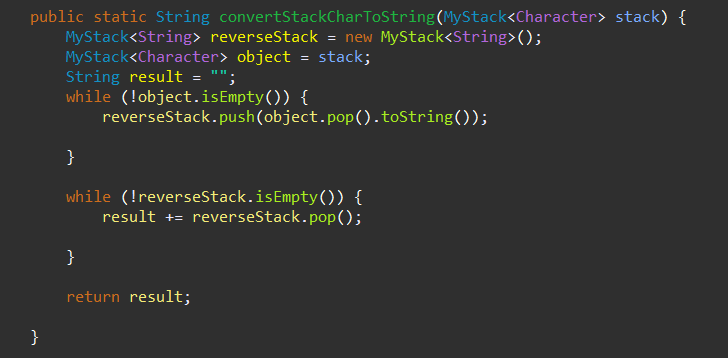 public static String convertStackCharToString(MyStack<Character> stack) {
MyStack<String> reverseStack = new MyStack<String>();
MyStack<Character> object = stack;
String result = "";
while (!object.isEmpty()) {
reverseStack.push(object.pop().toString());
}
while (!reverseStack.isEmpty()) {
result += reverseStack.pop();
}
return result;
}